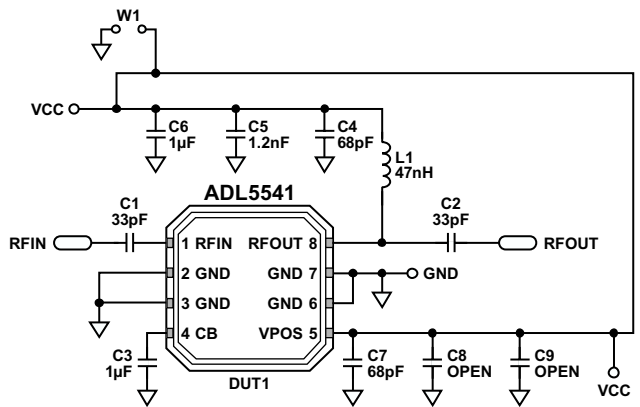 W1
VCC
C6
1µF
C5
1.2nF
C4
68pF
L1
47nH
ADL5541
C1
33pF
C2
33pF
RFIN
1 RFIN
RFOUT 8
RFOUT
2 GND
GND 7
GND
3 GND
GND 6
4 CB
VPOS 5
C3
1µF
C7
68pF
C8
OPEN
C9
OPEN
DUT1
VCC